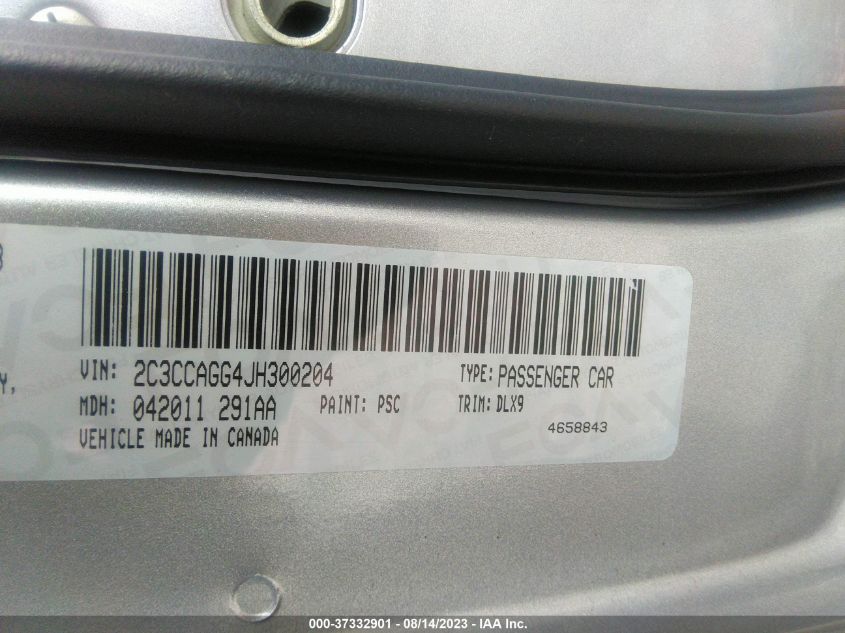 3
VIN: 2C3CCAGG4JH300204 TYPE: PASSENGER CAR
Y,
MDH: 042011 291AA PAINT: PSC TRIM: DLX9
VEHICLE MADE IN CANADA 4658843
000-37332901 - 08/14/2023 - IAA Inc.